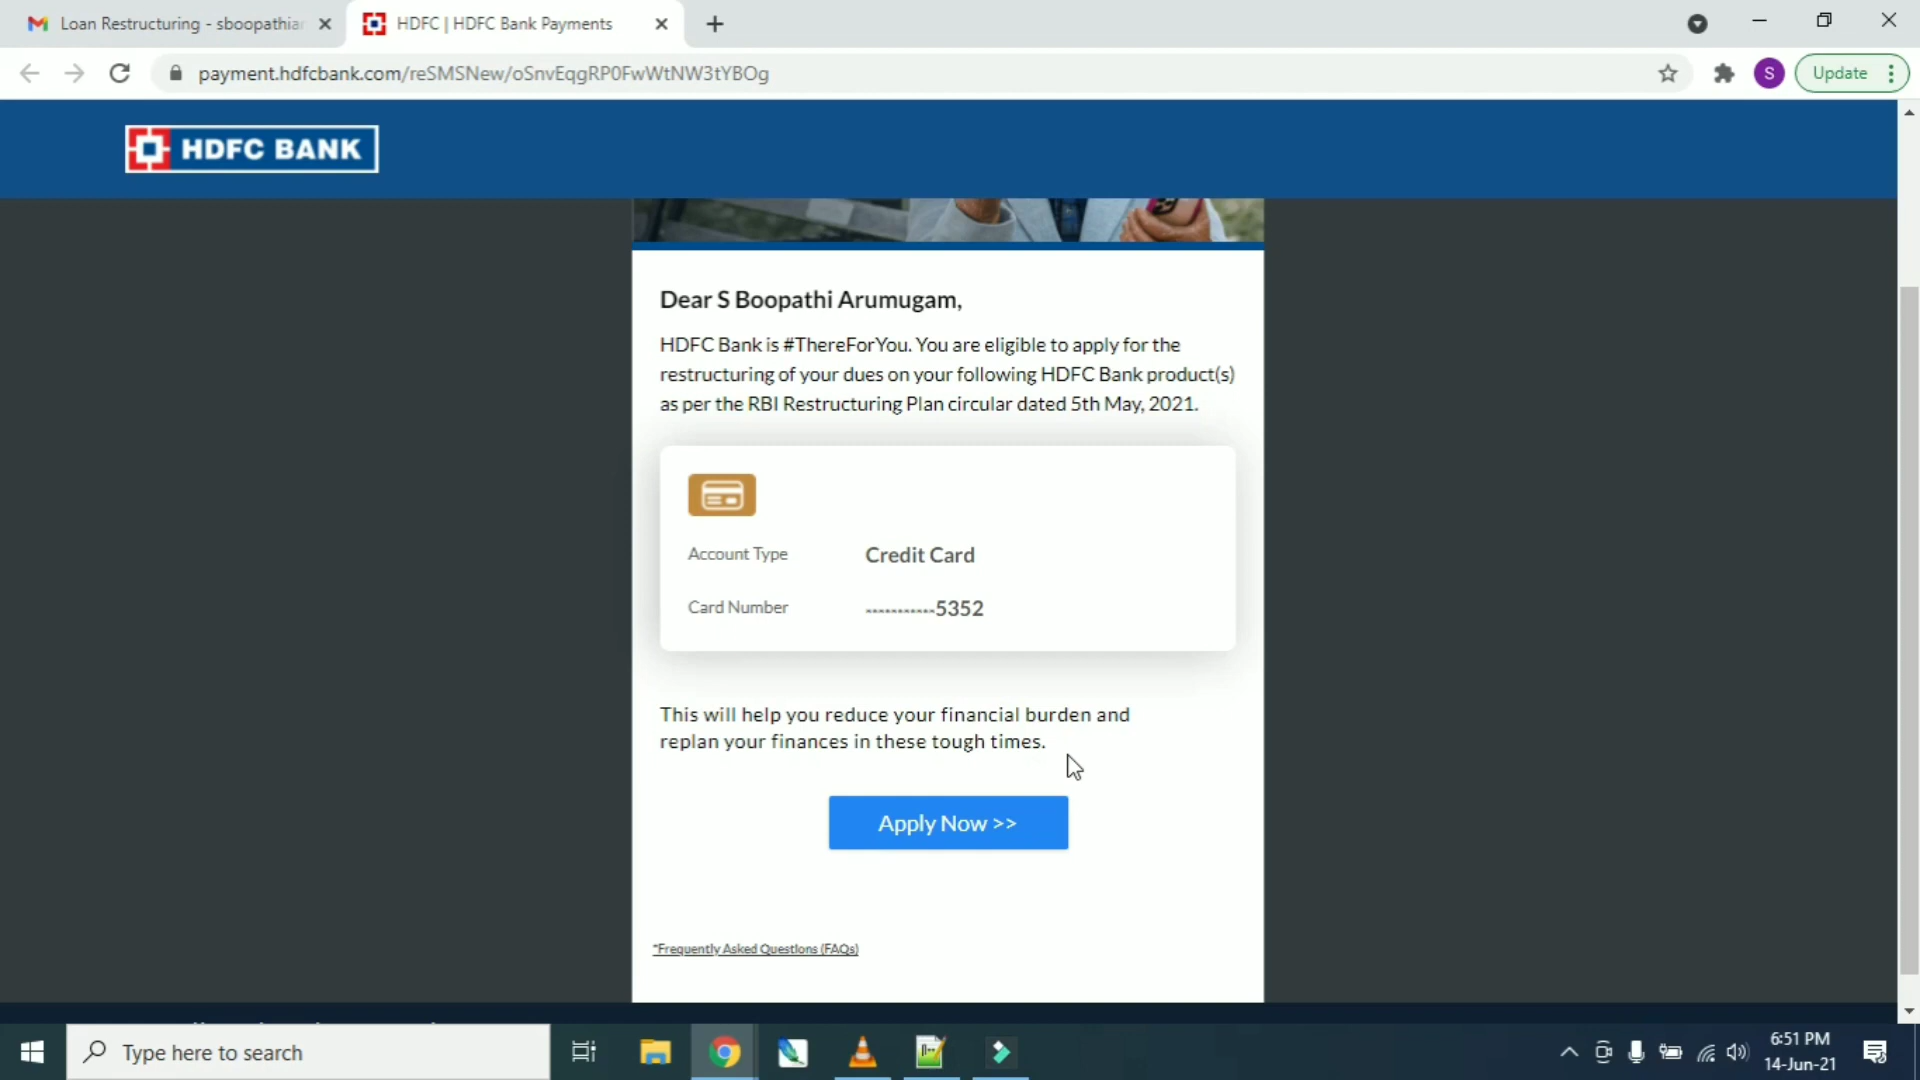 Loan Restructuring - sboopathiar
HDFC | HDFC Bank Payments
payment.hdfcbank.com/reSMSNew/oSnvEqgRP0FwWtNW3tYBOg
S
Update
HDFC BANK
Dear S Boopathi Arumugam,
HDFC Bank is #ThereForYou. You are eligible to apply for the
restructuring of your dues on your following HDFC Bank product(s)
as per the RBI Restructuring Plan circular dated 5th May, 2021.
Account Type Credit Card
Card Number ------------5352
This will help you reduce your financial burden and
replan your finances in these tough times.
Apply Now >>
*Frequently Asked Questions (FAQs)
Type here to search
6:51 PM
14-Jun-21